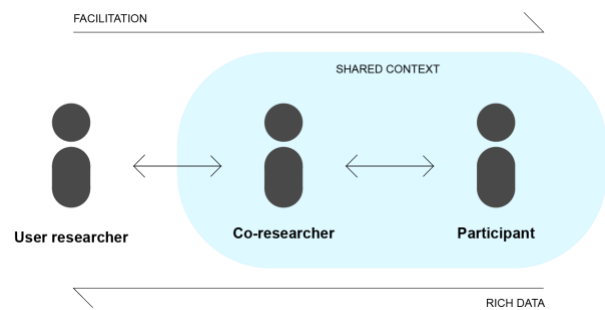 FACILITATION
SHARED CONTEXT
User researcher
Co-researcher
Participant
RICH DATA